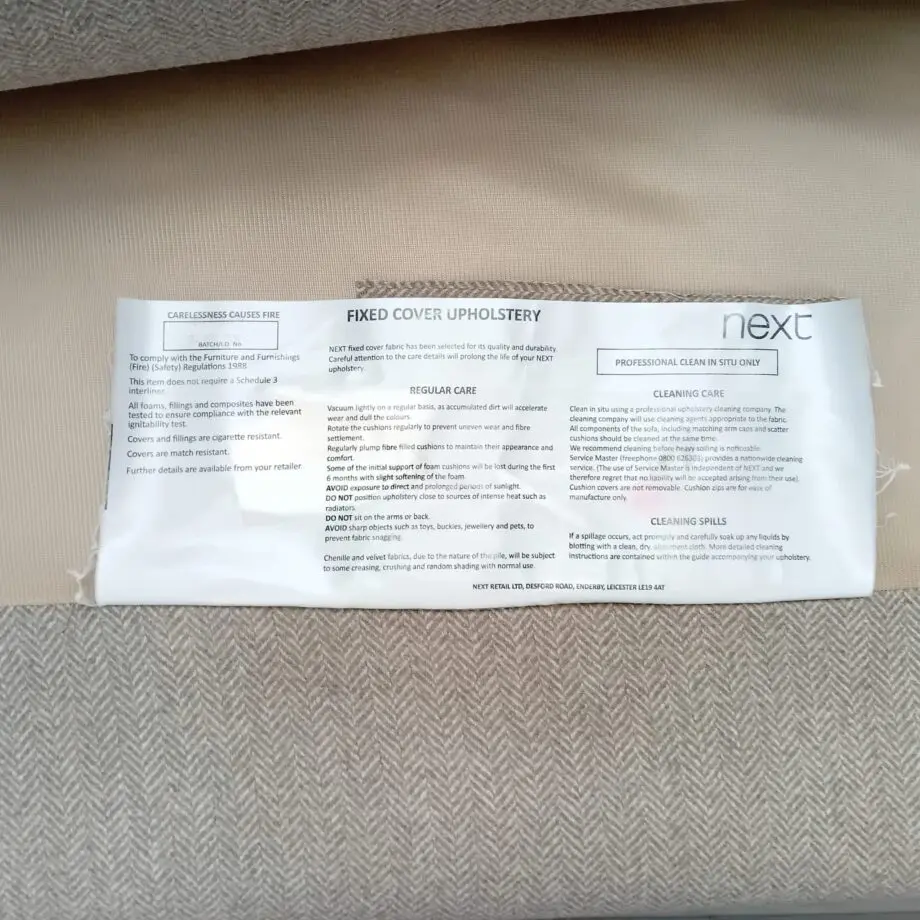 CARELESSNESS CAUSES FIRE
BATCH/I.D. No.
To comply with the Furniture and Furnishings
(Fire) (Safety) Regulations 1988
This item does not require a Schedule 3
interliner.
All foams, fillings and composites have been
tested to ensure compliance with the relevant
ignitability test.
Covers and fillings are cigarette resistant.
Covers are match resistant.
Further details are available from your retailer
FIXED COVER UPHOLSTERY
NEXT fixed cover fabric has been selected for its quality and durability.
Careful attention to the care details will prolong the life of your NEXT
upholstery
REGULAR CARE
Vacuum lightly on a regular basis, as accumulated dirt will accelerate
wear and dull the colours.
Rotate the cushions regularly to prevent uneven wear and fibre
settlement.
Regularly plump fibre filled cushions to maintain their appearance and
comfort.
Some of the initial support of foam cushions will be lost during the first
6 months with slight softening of the foam.
AVOID exposure to direct and prolonged periods of sunlight.
DO NOT position upholstery close to sources of intense heat such as
radiators
DO NOT sit on the arms or back.
AVOID sharp objects such as toys, buckles, jewellery and pets, to
prevent fabric snagging.
Chenille and velvet fabrics, due to the nature of the pile, will be subject
to some creasing, crushing and random shading with normal use.
next
PROFESSIONAL CLEAN IN SITU ONLY
CLEANING CARE
Clean in situ using a professional upholstery cleaning company. The
cleaning company will use cleaning agents appropriate to the fabric.
All components of the sofa, including matching arm caps and scatter
cushions should be cleaned at the same time.
We recommend cleaning before heavy soiling is noticeable.
Service Master (freephone 0800 626303) provides a nationwide cleaning
service. (The use of Service Master is independent of NEXT and we
therefore regret that no liability will be accepted arising from their use).
Cushion covers are not removable. Cushion zips are for ease of
manufacture only.
CLEANING SPILLS
If a spillage occurs, act promptly and carefully soak up any liquids by
blotting with a clean, dry, absorbent cloth. More detailed cleaning
instructions are contained within the guide accompanying your upholstery.
NEXT RETAIL LTD, DESFORD ROAD, ENDERBY, LEICESTER LE19 4AT